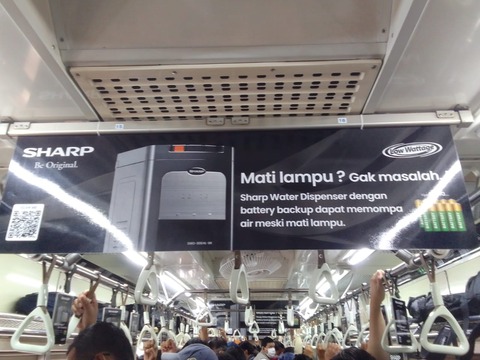 SHARP
Be Original.
Low Wattage
Mati lampu ? Gak masalah.
Sharp Water Dispenser dengan
battery backup dapat memompa
air meski mati lampu.